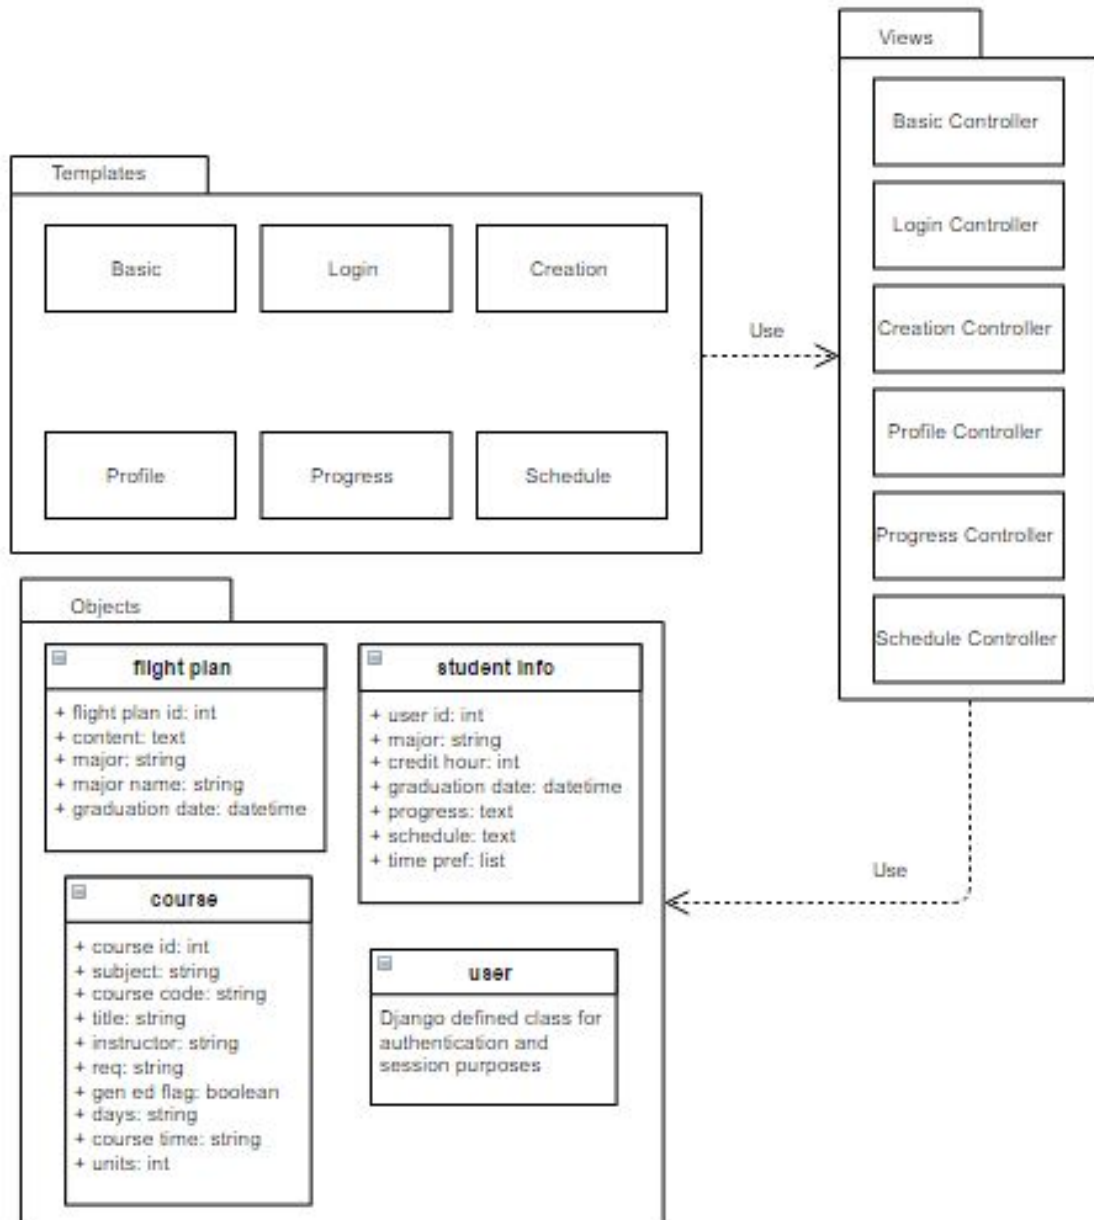 Views
Basic Controller
Login Controller
Creation Controller
Profile Controller
Progress Controller
Schedule Controller
Templates
Basic
Login
Creation
Profile
Progress
Schedule
Use
Objects
flight plan
+ flight plan id: int
+ content: text
+ major: string
+ major name: string
+ graduation date: datetime
student info
+ user id: int
+ major: string
+ credit hour: int
+ graduation date: datetime
+ progress: text
+ schedule: text
+ time pref: list
Use
course
+ course id: int
+ subject: string
+ course code: string
+ title: string
+ instructor: string
+ req: string
+ gen ed flag: boolean
+ days: string
+ course time: string
+ units: int
user
Django defined class for
authentication and
session purposes